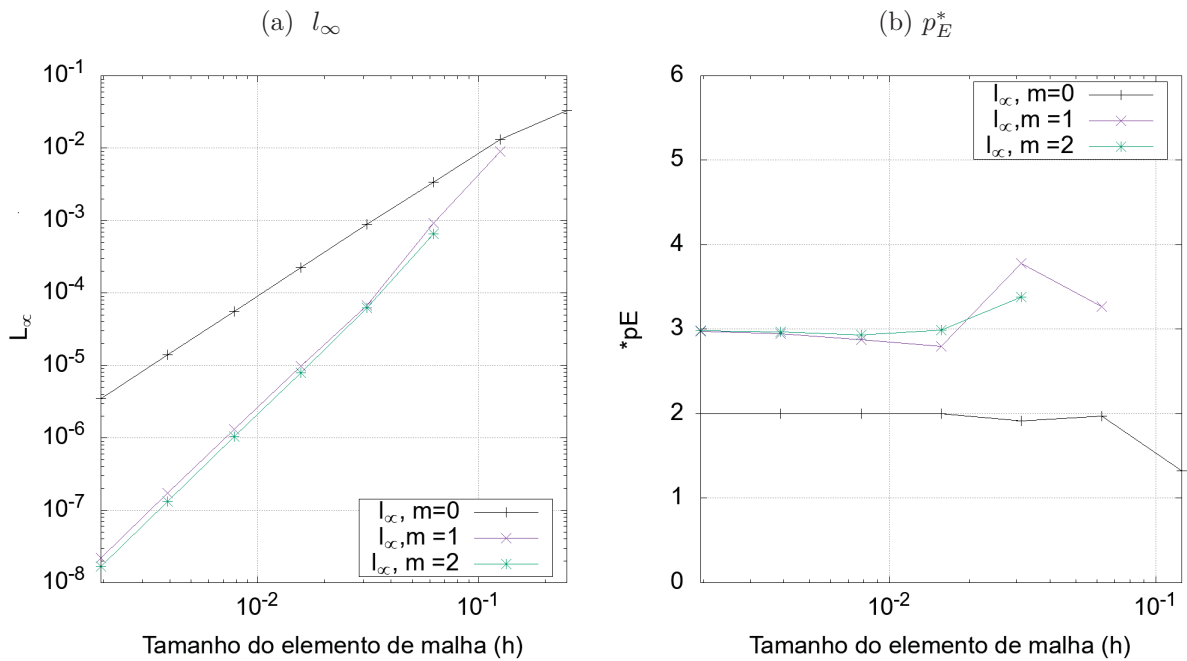 (a) l∞
10⁻¹
10⁻²
10⁻³
10⁻⁴
10⁻⁵
10⁻⁶
10⁻⁷
10⁻⁸
L∝
l∝, m=0
l∝,m =1
l∝, m =2
10⁻² 10⁻¹
Tamanho do elemento de malha (h)
(b) p*E
6
5
4
3
2
1
0
*pE
l∝, m=0
l∝,m =1
l∝, m =2
10⁻² 10⁻¹
Tamanho do elemento de malha (h)